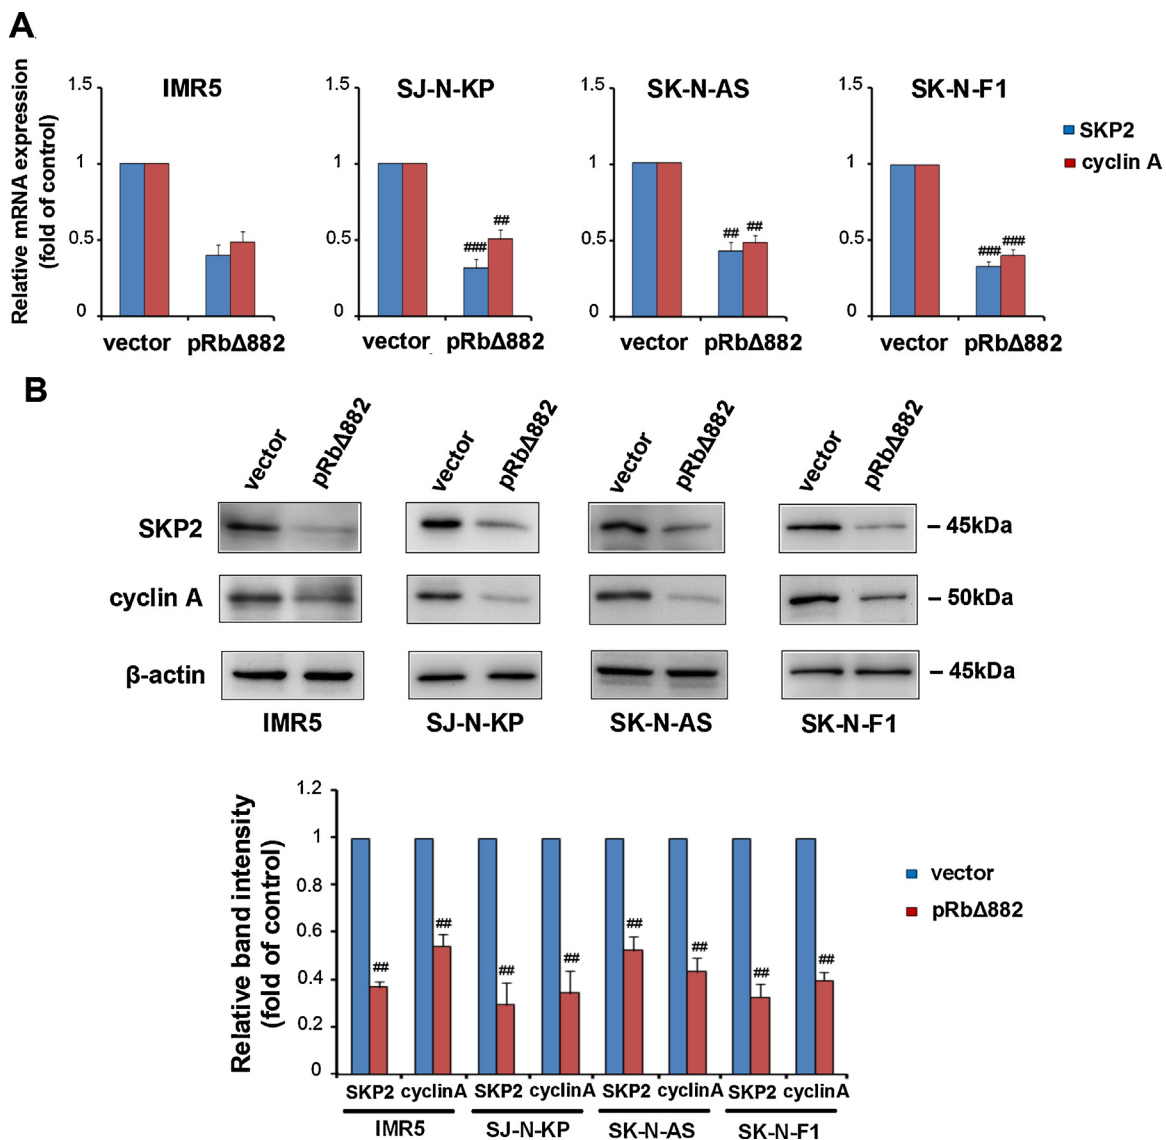 A
Relative mRNA expression
(fold of control)
IMR5
1.5
1
0.5
0
vector pRbΔ882
SJ-N-KP
1.5
1
0.5
0
### ##
vector pRbΔ882
SK-N-AS
1.5
1
0.5
0
## ##
vector pRbΔ882
SK-N-F1
1.5
1
0.5
0
### ###
vector pRbΔ882
SKP2
cyclin A
B
vector pRbΔ882 vector pRbΔ882 vector pRbΔ882 vector pRbΔ882
SKP2 – 45kDa
cyclin A – 50kDa
β-actin – 45kDa
IMR5 SJ-N-KP SK-N-AS SK-N-F1
Relative band intensity
(fold of control)
1.2
1
0.8
0.6
0.4
0.2
0
## ## ## ## ## ## ## ##
vector
pRbΔ882
SKP2 cyclinA SKP2 cyclinA SKP2 cyclinA SKP2 cyclinA
IMR5 SJ-N-KP SK-N-AS SK-N-F1